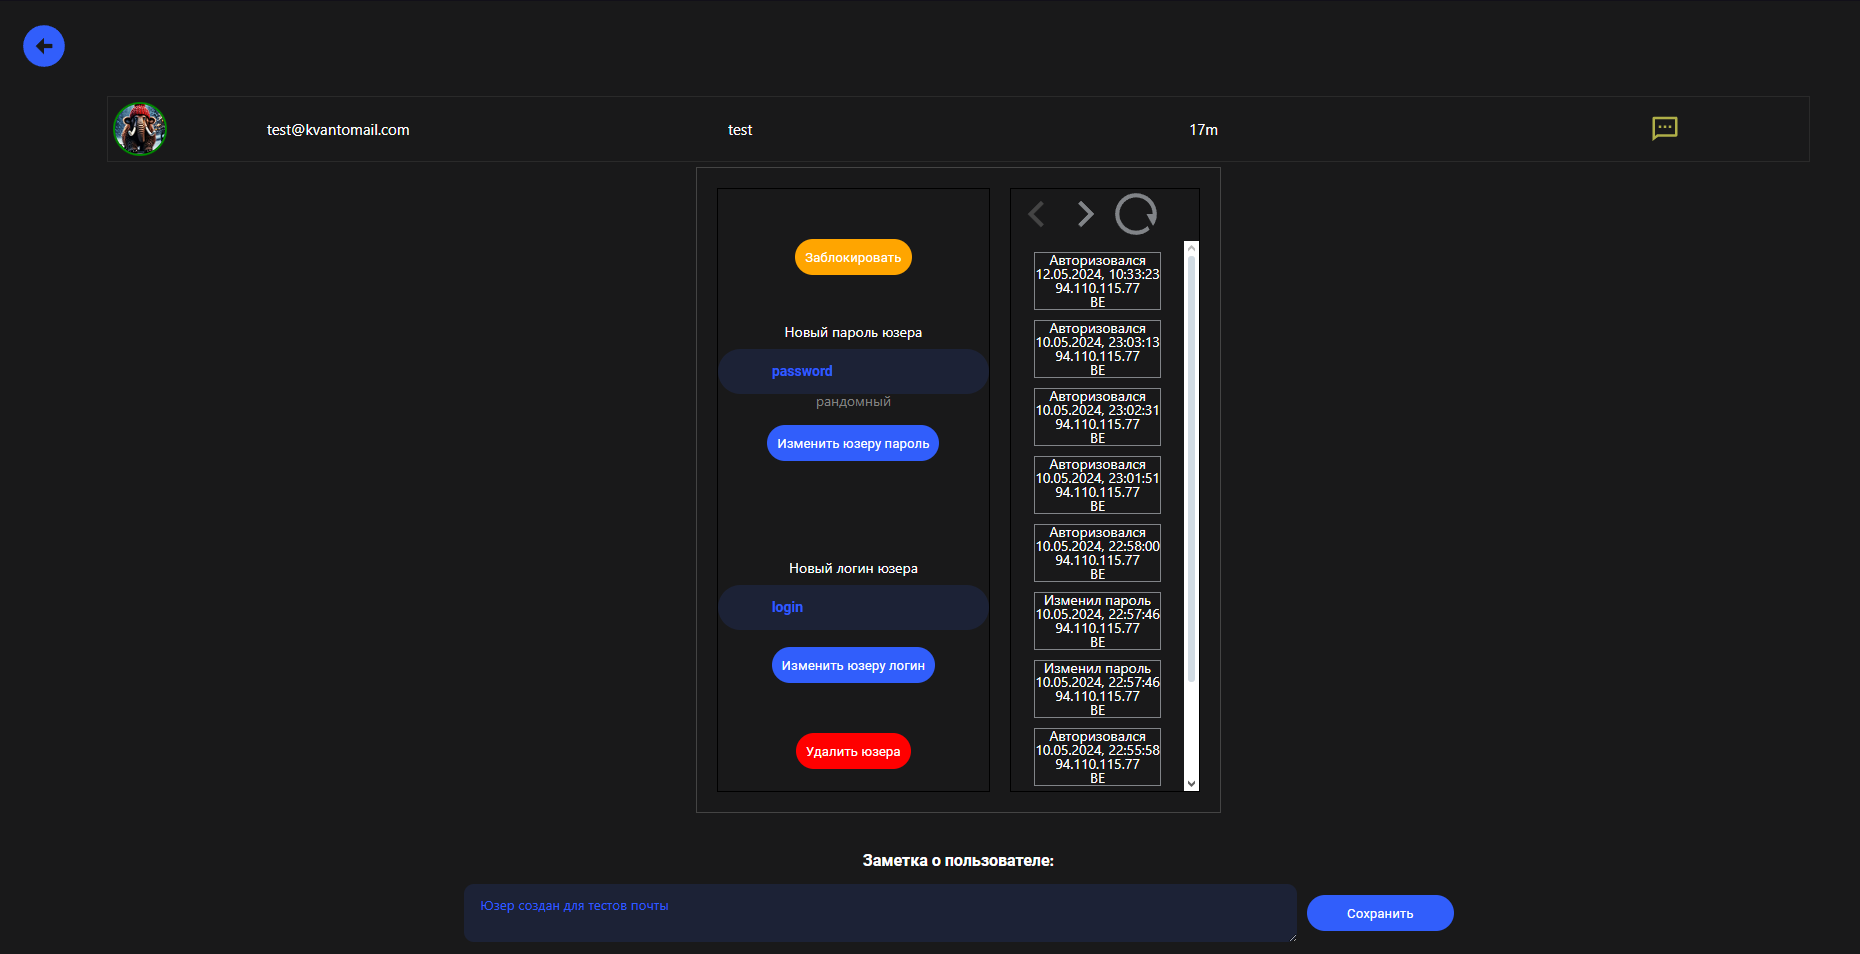 test@kvantomail.com
test
17m
Заблокировать
Новый пароль юзера
password
рандомный
Изменить юзеру пароль
Новый логин юзера
login
Изменить юзеру логин
Удалить юзера
Авторизовался
12.05.2024, 10:33:23
94.110.115.77
BE
Авторизовался
10.05.2024, 23:03:13
94.110.115.77
BE
Авторизовался
10.05.2024, 23:02:31
94.110.115.77
BE
Авторизовался
10.05.2024, 23:01:51
94.110.115.77
BE
Авторизовался
10.05.2024, 22:58:00
94.110.115.77
BE
Изменил пароль
10.05.2024, 22:57:46
94.110.115.77
BE
Изменил пароль
10.05.2024, 22:57:46
94.110.115.77
BE
Авторизовался
10.05.2024, 22:55:58
94.110.115.77
BE
Заметка о пользователе:
Юзер создан для тестов почты
Сохранить